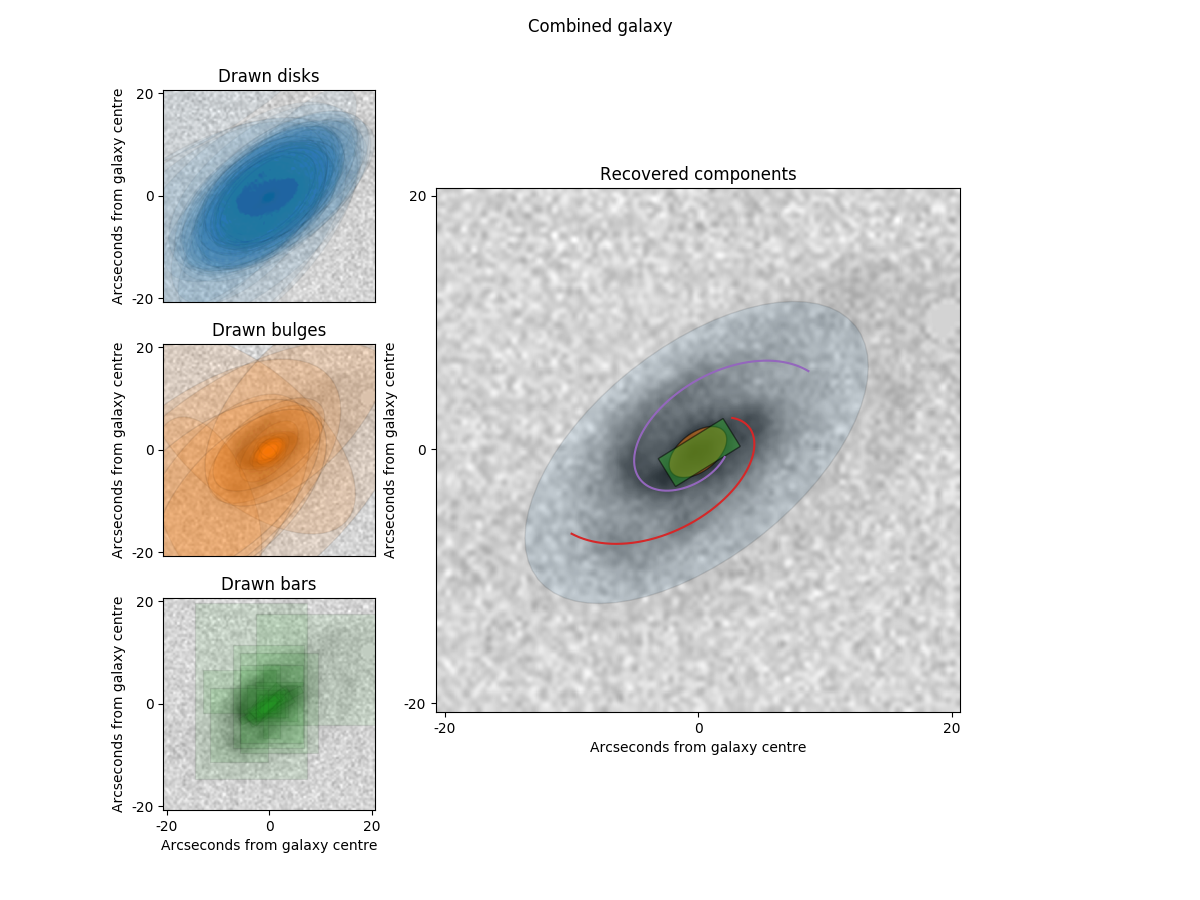 Combined galaxy
Drawn disks
Arcseconds from galaxy centre
20
0
-20
Drawn bulges
Arcseconds from galaxy centre
20
0
-20
Drawn bars
Arcseconds from galaxy centre
20
0
-20
-20 0 20
Arcseconds from galaxy centre
Recovered components
Arcseconds from galaxy centre
20
0
-20
-20 0 20
Arcseconds from galaxy centre